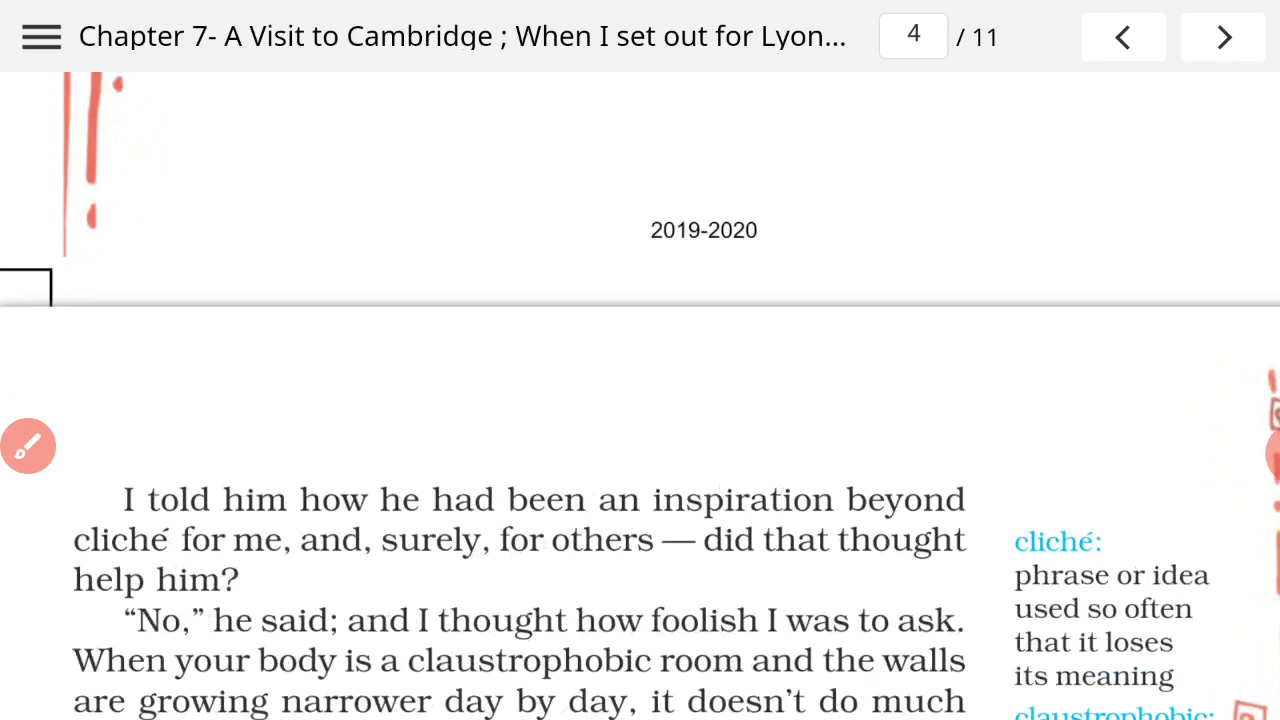 Chapter 7- A Visit to Cambridge ; When I set out for Lyon...
4 / 11
2019-2020
I told him how he had been an inspiration beyond
cliché for me, and, surely, for others — did that thought
help him?
“No,” he said; and I thought how foolish I was to ask.
When your body is a claustrophobic room and the walls
are growing narrower day by day, it doesn’t do much
cliché:
phrase or idea
used so often
that it loses
its meaning
claustrophobic: